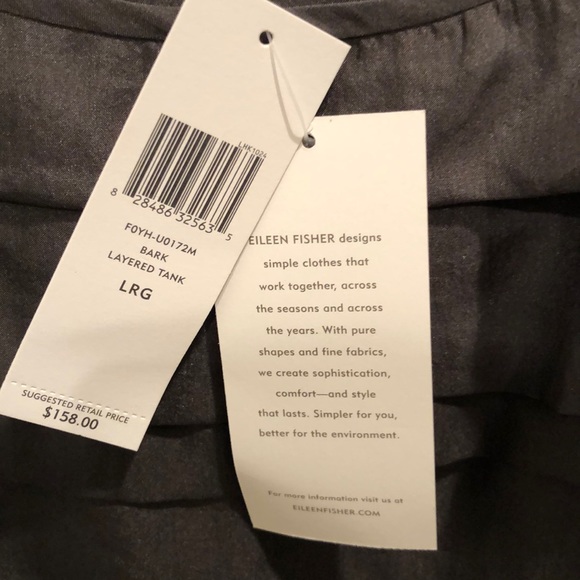 LHK1024
8 28486 32563 5
F0YH-U0172M
BARK
LAYERED TANK
LRG
SUGGESTED RETAIL PRICE
$158.00
EILEEN FISHER designs
simple clothes that
work together, across
the seasons and across
the years. With pure
shapes and fine fabrics,
we create sophistication,
comfort—and style
that lasts. Simpler for you,
better for the environment.
For more information visit us at
EILEENFISHER.COM